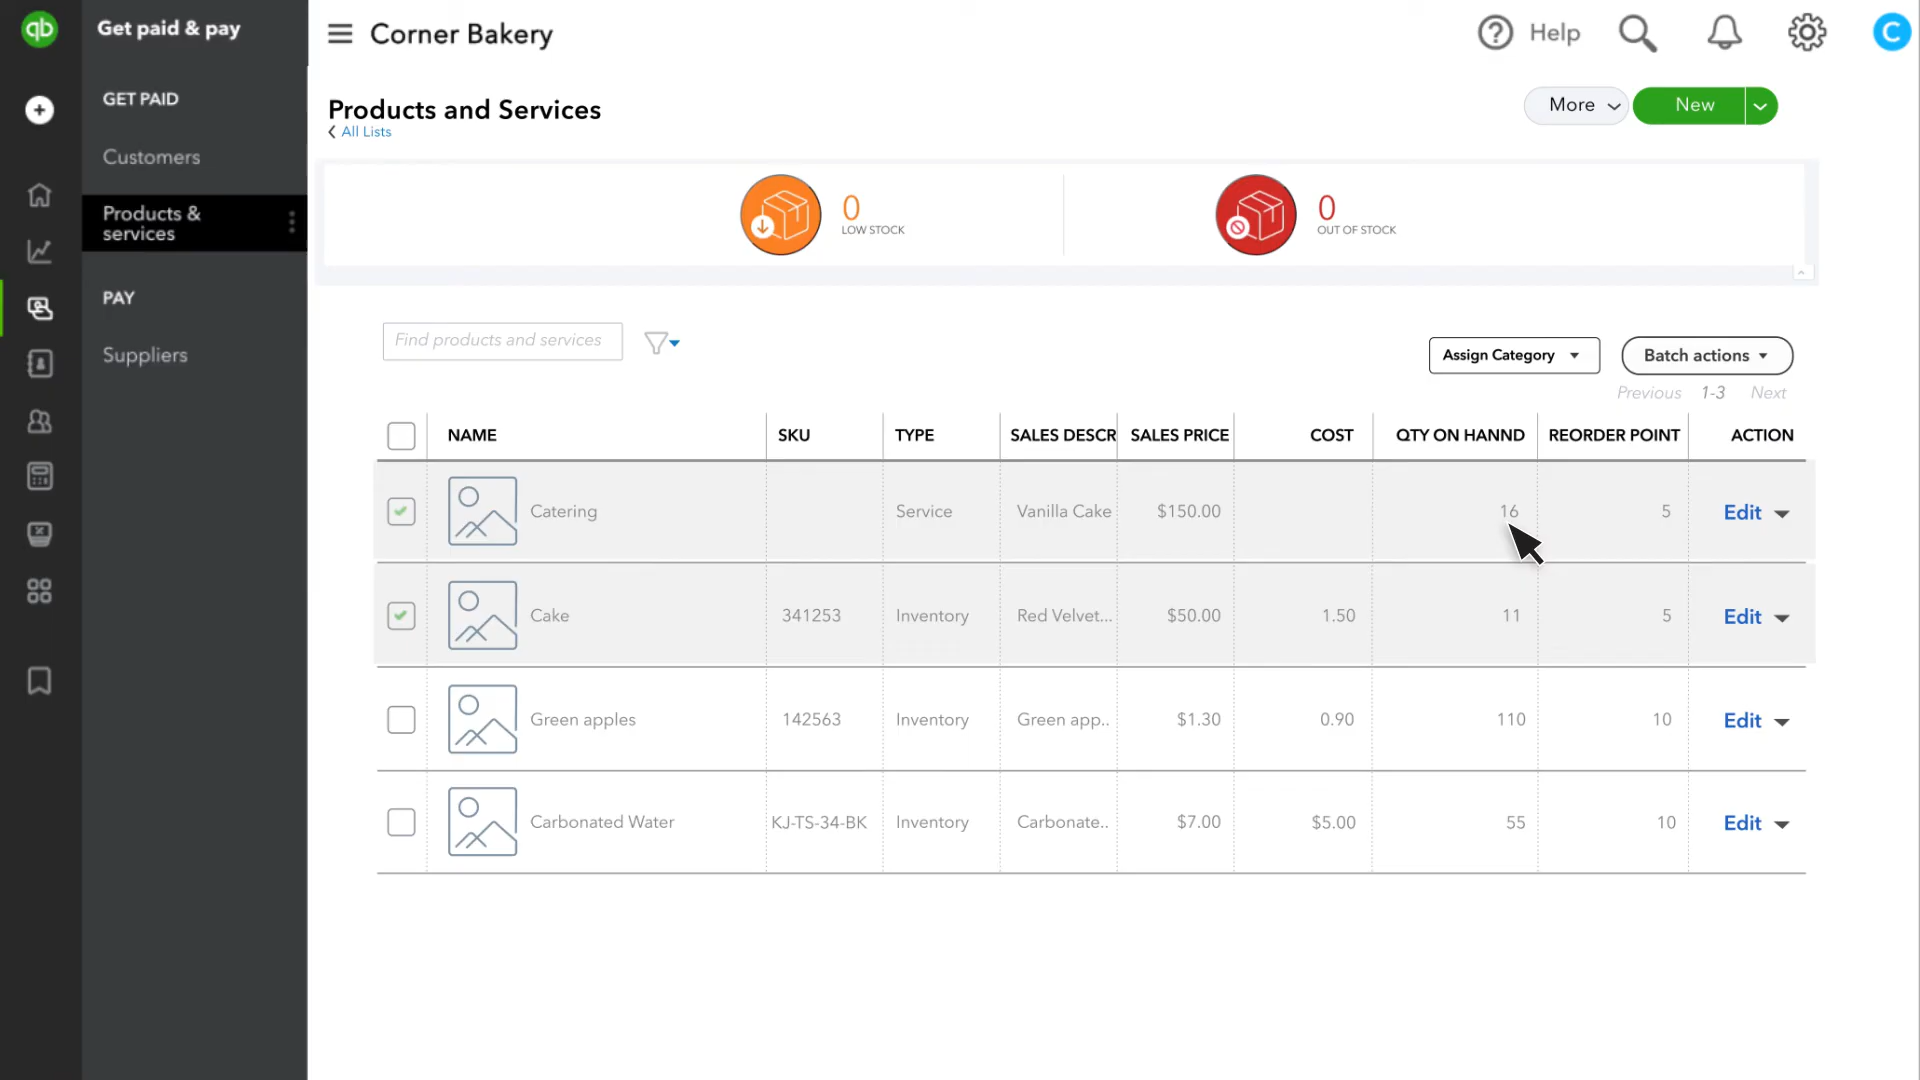 qb
Get paid & pay
Corner Bakery
Help
C
GET PAID
Customers
Products &
services
PAY
Suppliers
Products and Services
All Lists
More
New
0
LOW STOCK
0
OUT OF STOCK
Find products and services
Assign Category
Batch actions
Previous 1-3 Next
NAME SKU TYPE SALES DESCR SALES PRICE COST QTY ON HANND REORDER POINT ACTION
Catering Service Vanilla Cake $150.00 16 5 Edit
Cake 341253 Inventory Red Velvet... $50.00 1.50 11 5 Edit
Green apples 142563 Inventory Green app.. $1.30 0.90 110 10 Edit
Carbonated Water KJ-TS-34-BK Inventory Carbonate.. $7.00 $5.00 55 10 Edit